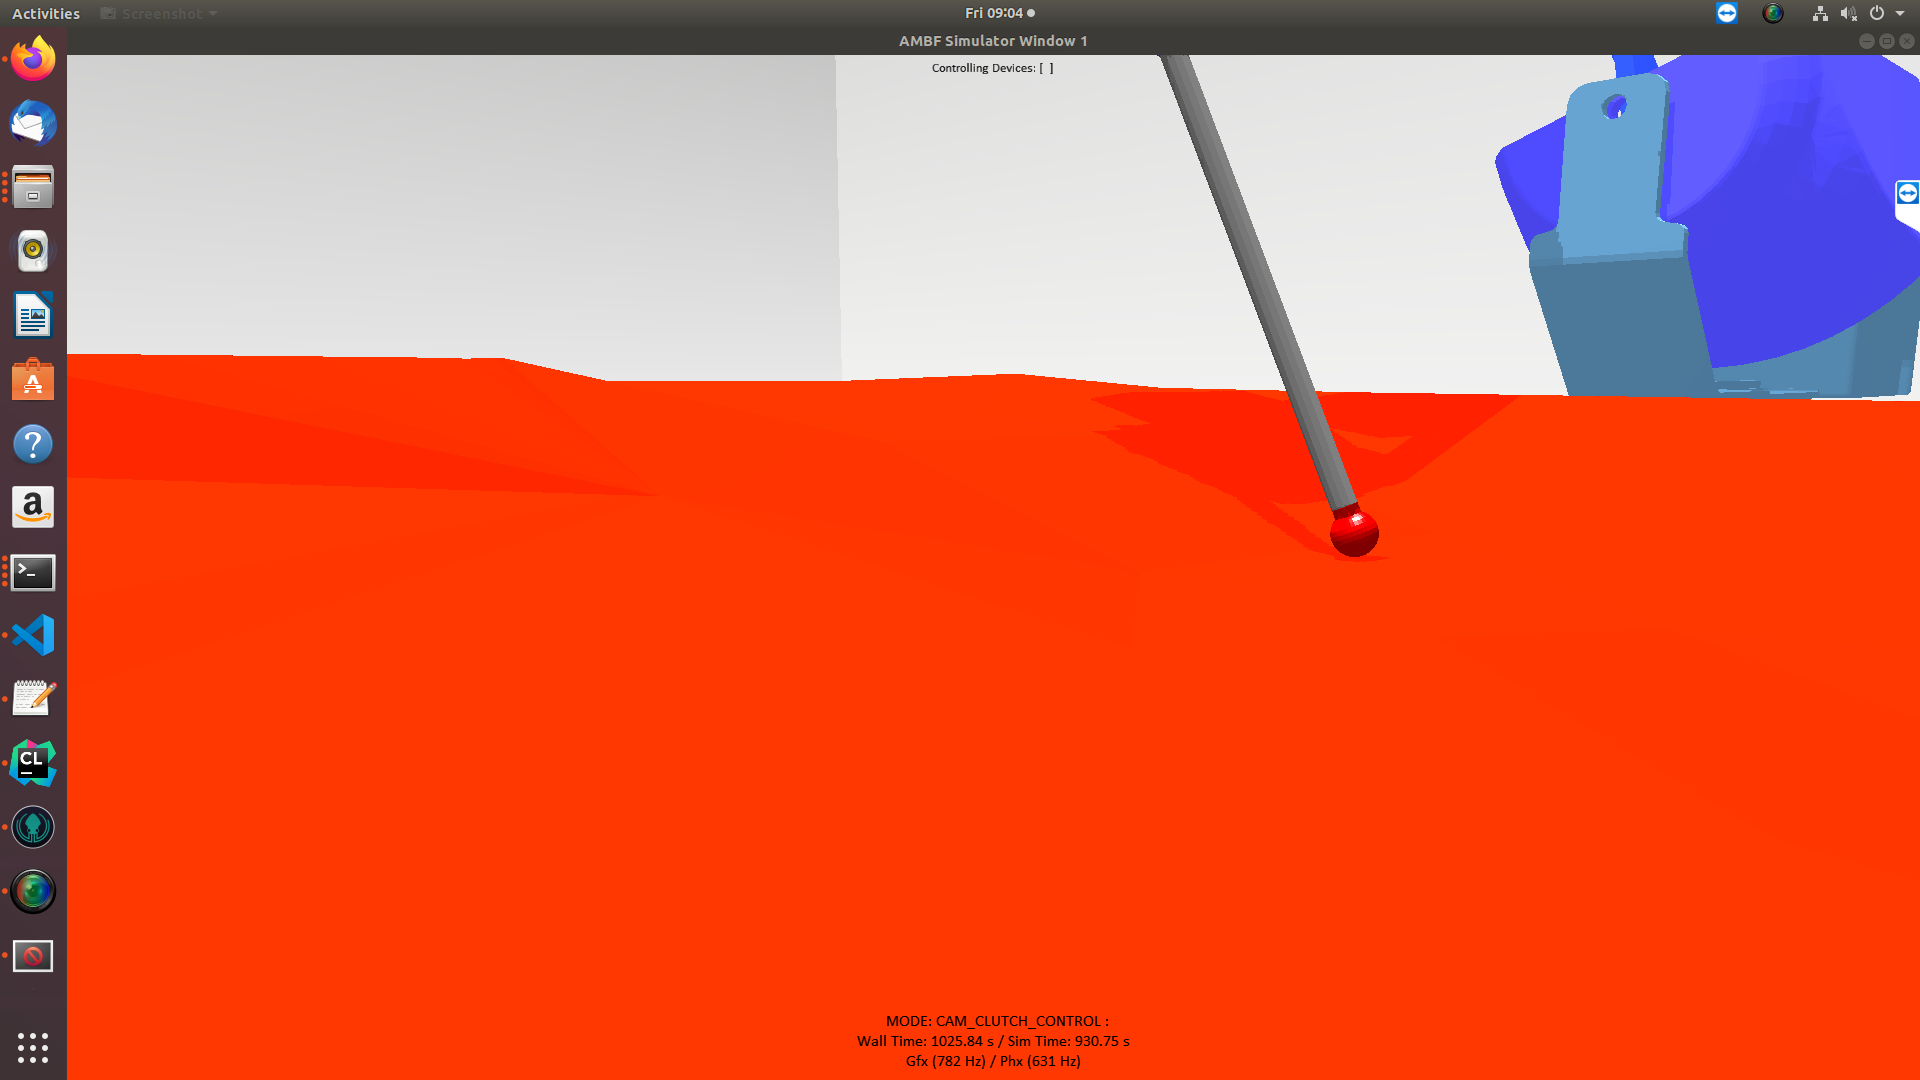 Activities
Screenshot
Fri 09:04
AMBF Simulator Window 1
Controlling Devices: [ ]
a
CL
MODE: CAM_CLUTCH_CONTROL :
Wall Time: 1025.84 s / Sim Time: 930.75 s
Gfx (782 Hz) / Phx (631 Hz)